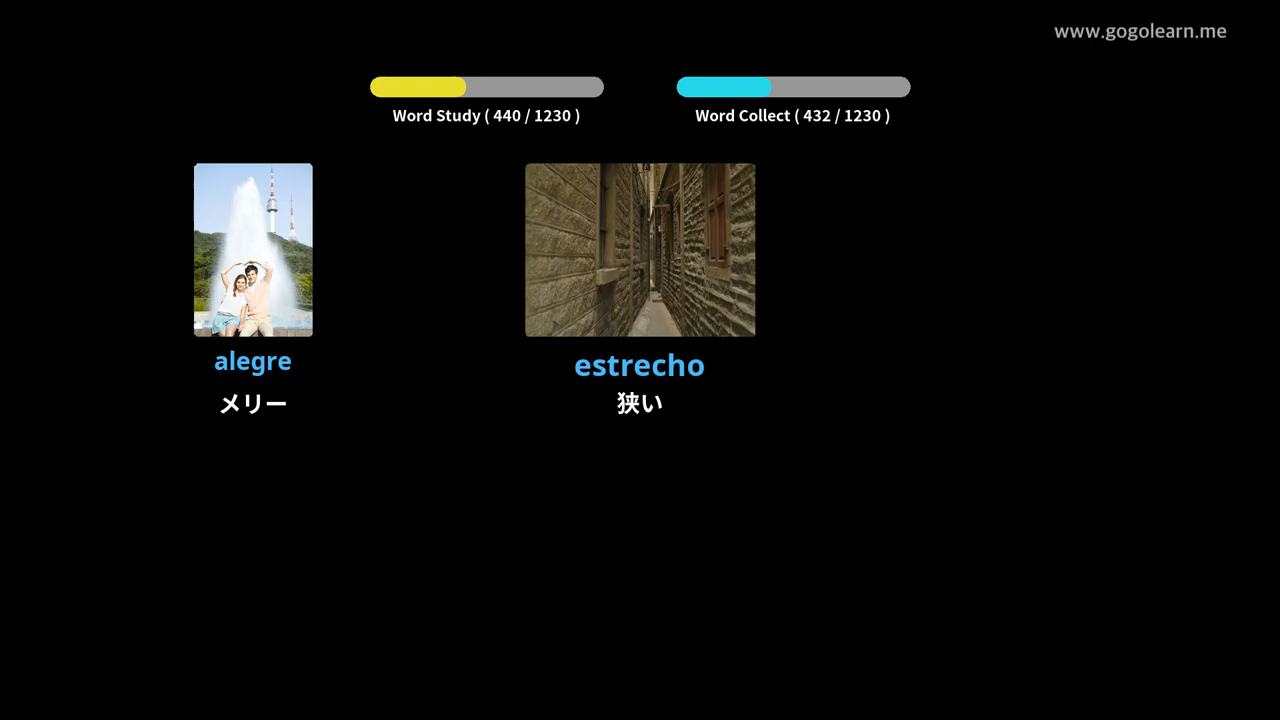 www.gogolearn.me
Word Study ( 440 / 1230 )
Word Collect ( 432 / 1230 )
alegre
メリー
estrecho
狭い